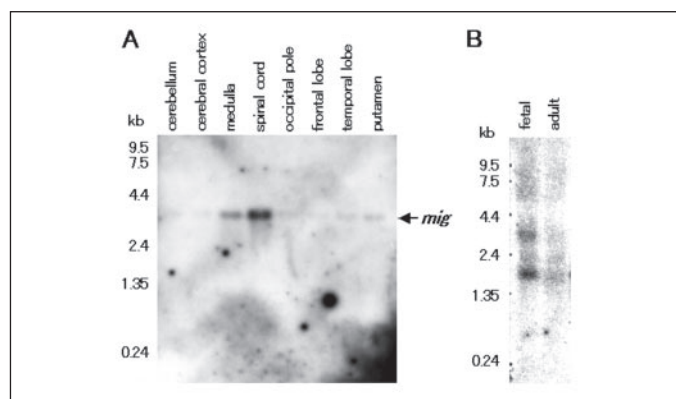 A
cerebellum
cerebral cortex
medulla
spinal cord
occipital pole
frontal lobe
temporal lobe
putamen
kb
9.5
7.5
4.4
2.4
1.35
0.24
mig
B
fetal
adult
kb
9.5
7.5
4.4
2.4
1.35
0.24